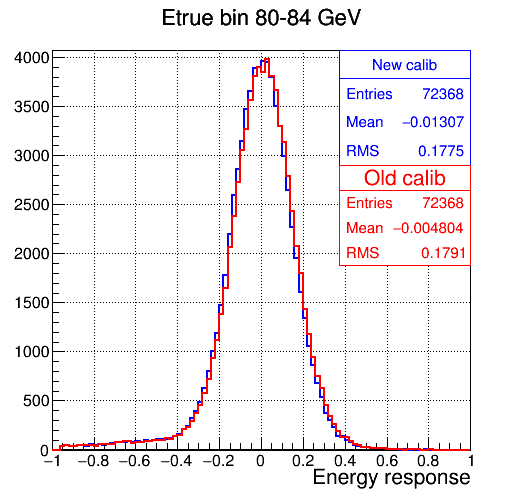 Etrue bin 80-84 GeV
4000
3500
3000
2500
2000
1500
1000
500
0
New calib
Entries 72368
Mean −0.01307
RMS 0.1775
Old calib
Entries 72368
Mean −0.004804
RMS 0.1791
−1 −0.8 −0.6 −0.4 −0.2 0 0.2 0.4 0.6 0.8 1
Energy response